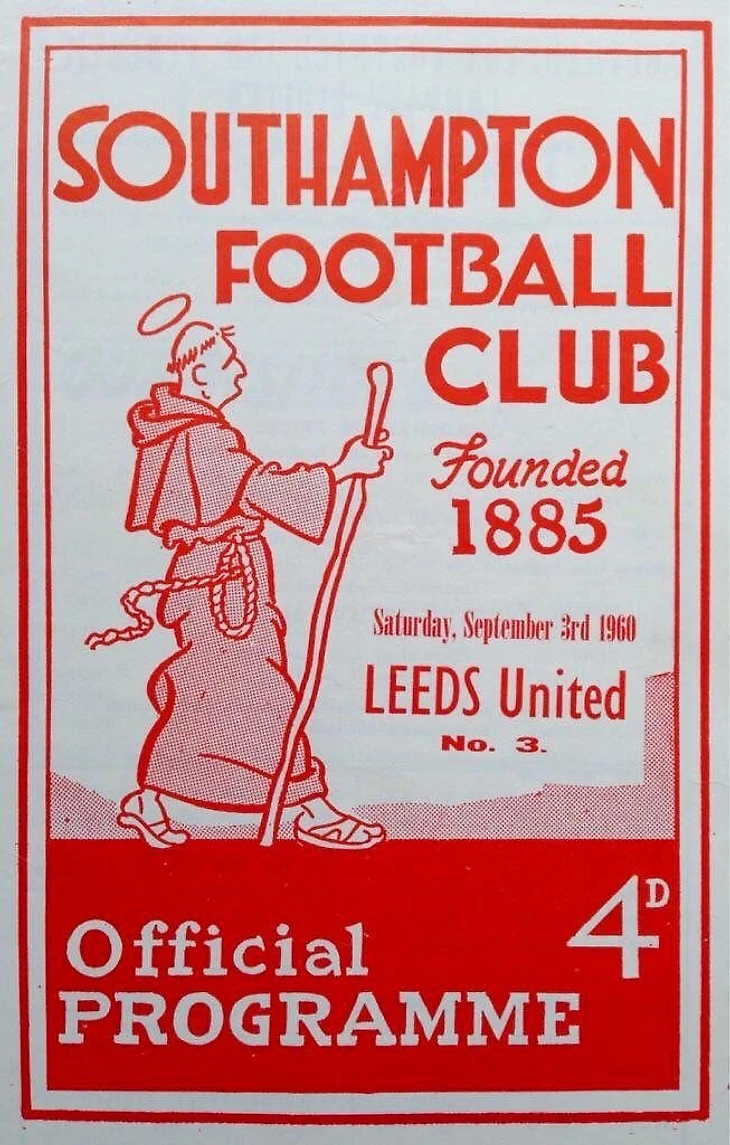 SOUTHAMPTON
FOOTBALL
CLUB
Founded
1885
Saturday, September 3rd 1960
LEEDS United
No. 3.
4D
Official
PROGRAMME